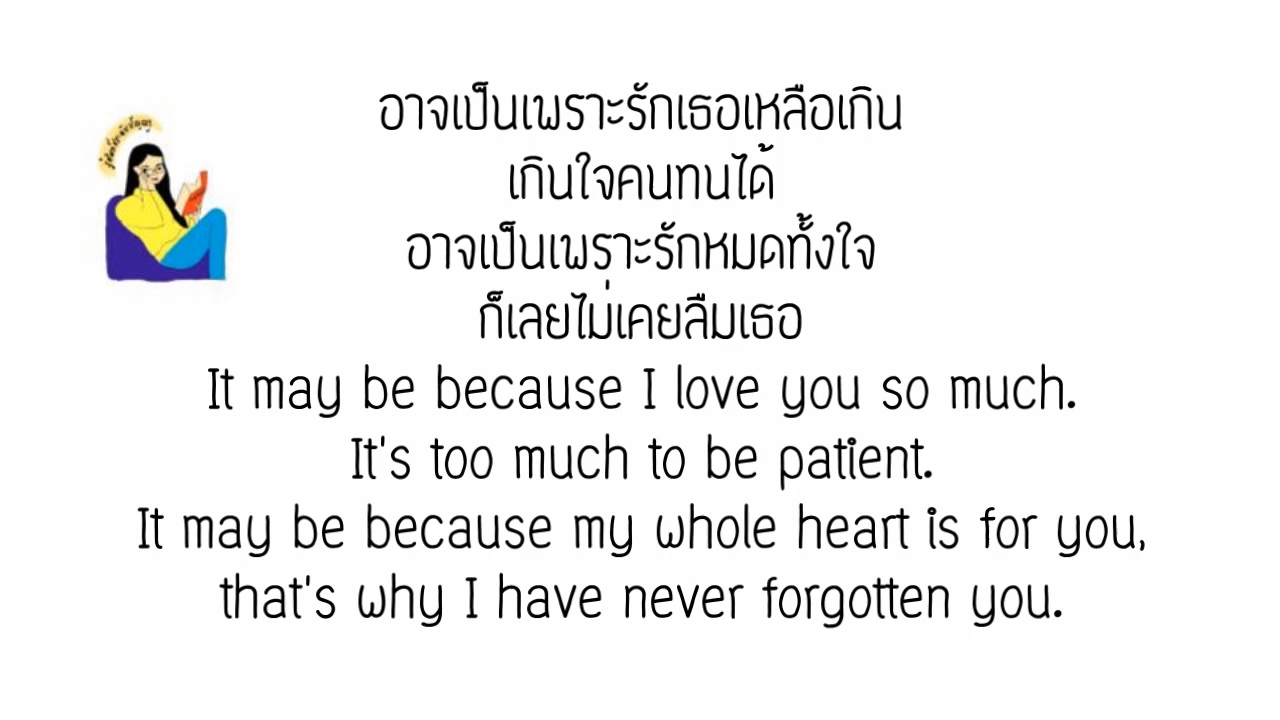 อาจเป็นเพราะรักเธอเหลือเกิน
เกินใจคนทนได้
อาจเป็นเพราะรักหมดทั้งใจ
ก็เลยไม่เคยลืมเธอ
It may be because I love you so much.
It's too much to be patient.
It may be because my whole heart is for you,
that's why I have never forgotten you.